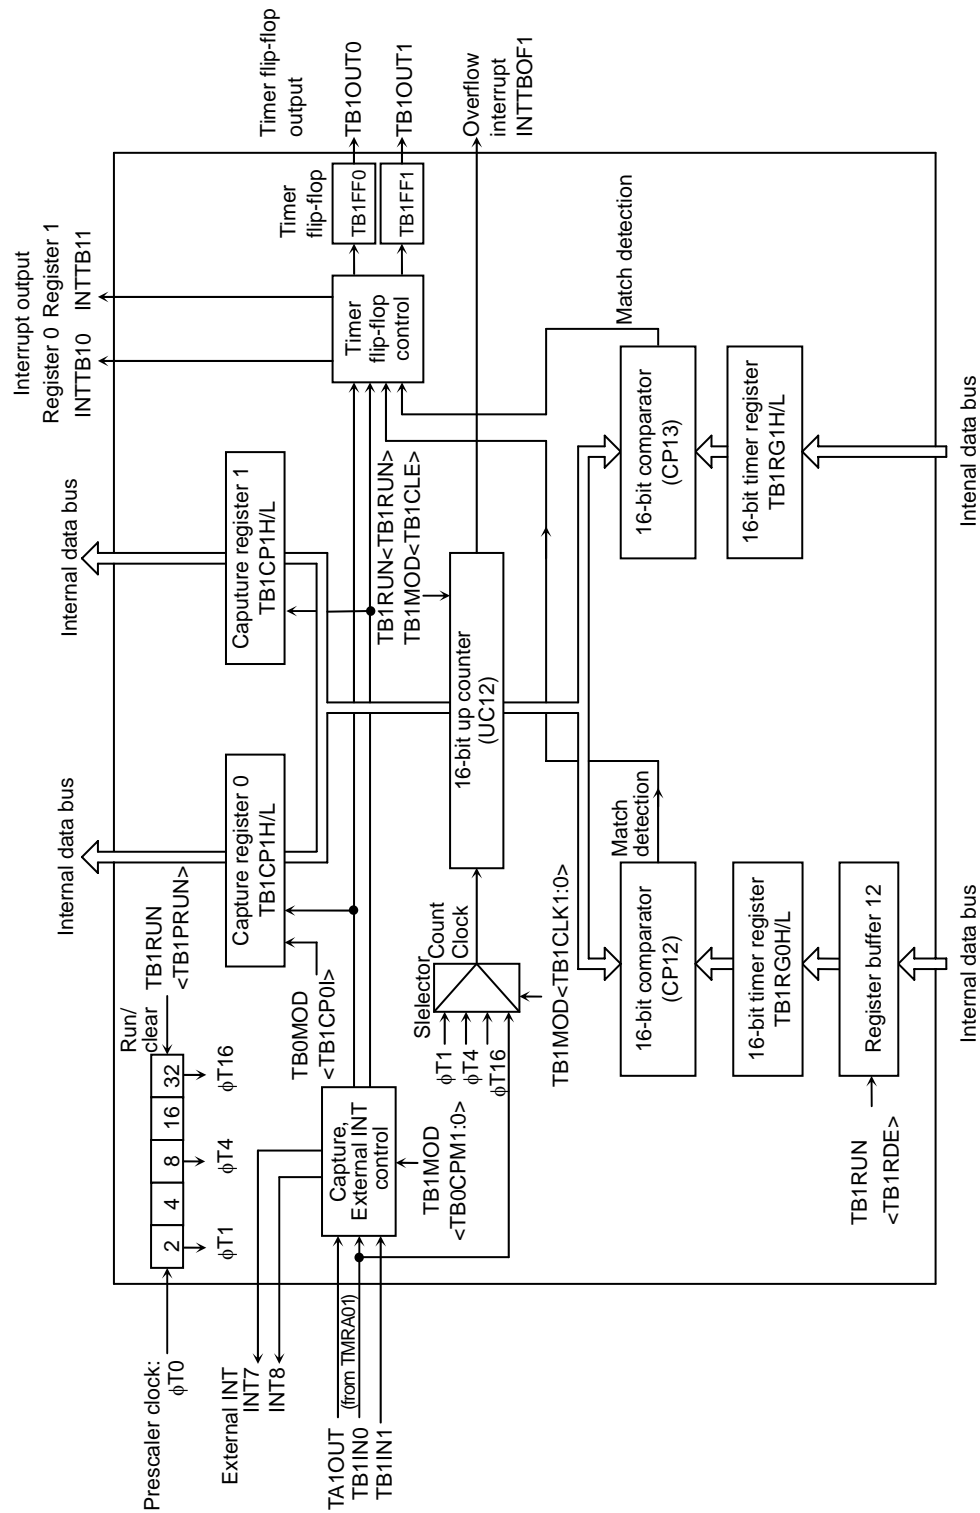 Prescaler clock:
φT0
2
4
8
16
32
φT1
φT4
φT16
Run/
clear
TB1RUN
<TB1PRUN>
Internal data bus
Internal data bus
Interrupt output
Register 0
Register 1
INTTB10
INTTB11
External INT
INT7
INT8
Capture register 0
TB1CP1H/L
Caputure register 1
TB1CP1H/L
TB0MOD
<TB1CP0I>
Timer
flip-flop
Timer flip-flop
output
TA1OUT
(from TMRA01)
TB1IN0
TB1IN1
Capture,
External INT
control
TB1MOD
<TB0CPM1:0>
Timer
flip-flop
control
TB1FF0
TB1FF1
TB1OUT0
TB1OUT1
TB1RUN<TB1RUN>
TB1MOD<TB1CLE>
Slelector
φT1
φT4
φT16
Count
Clock
TB1MOD<TB1CLK1:0>
16-bit up counter
(UC12)
Overflow
interrupt
INTTBOF1
Match
detection
Match detection
16-bit comparator
(CP12)
16-bit comparator
(CP13)
16-bit timer register
TB1RG0H/L
16-bit timer register
TB1RG1H/L
Register buffer 12
TB1RUN
<TB1RDE>
Internal data bus
Intenal data bus